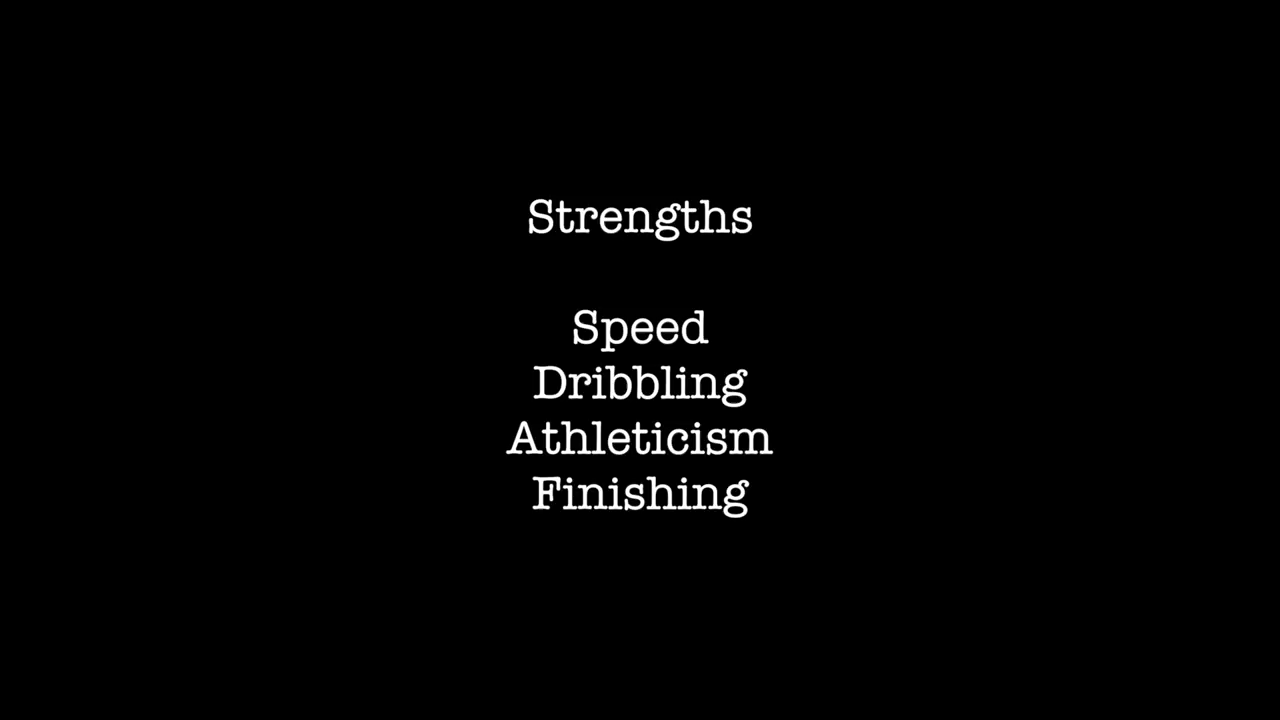 Strengths
Speed
Dribbling
Athleticism
Finishing